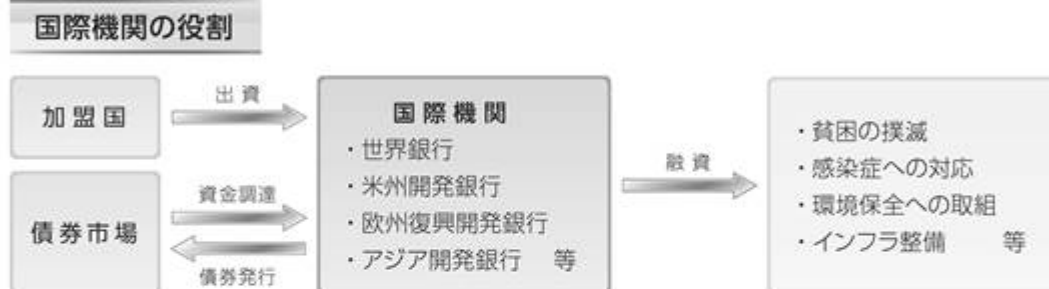 国際機関の役割
加盟国
出資
債券市場
資金調達
債券発行
国際機関
・世界銀行
・米州開発銀行
・欧州復興開発銀行
・アジア開発銀行 等
融資
・貧困の撲滅
・感染症への対応
・環境保全への取組
・インフラ整備 等